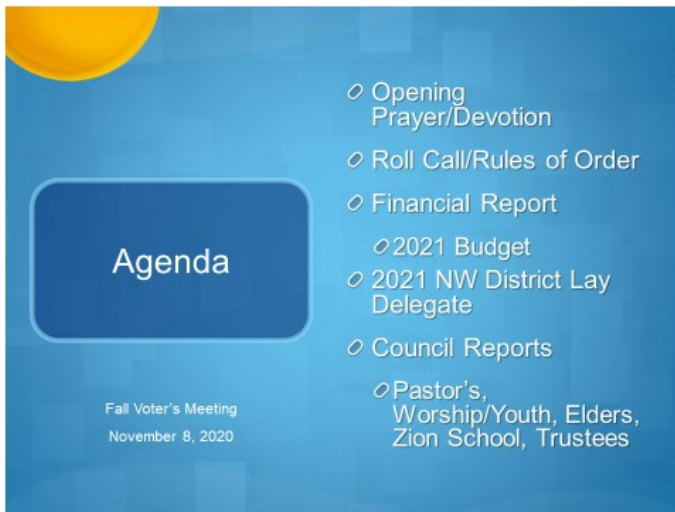 Agenda
Fall Voter's Meeting
November 8, 2020
Opening
Prayer/Devotion
Roll Call/Rules of Order
Financial Report
2021 Budget
2021 NW District Lay
Delegate
Council Reports
Pastor's,
Worship/Youth, Elders,
Zion School, Trustees